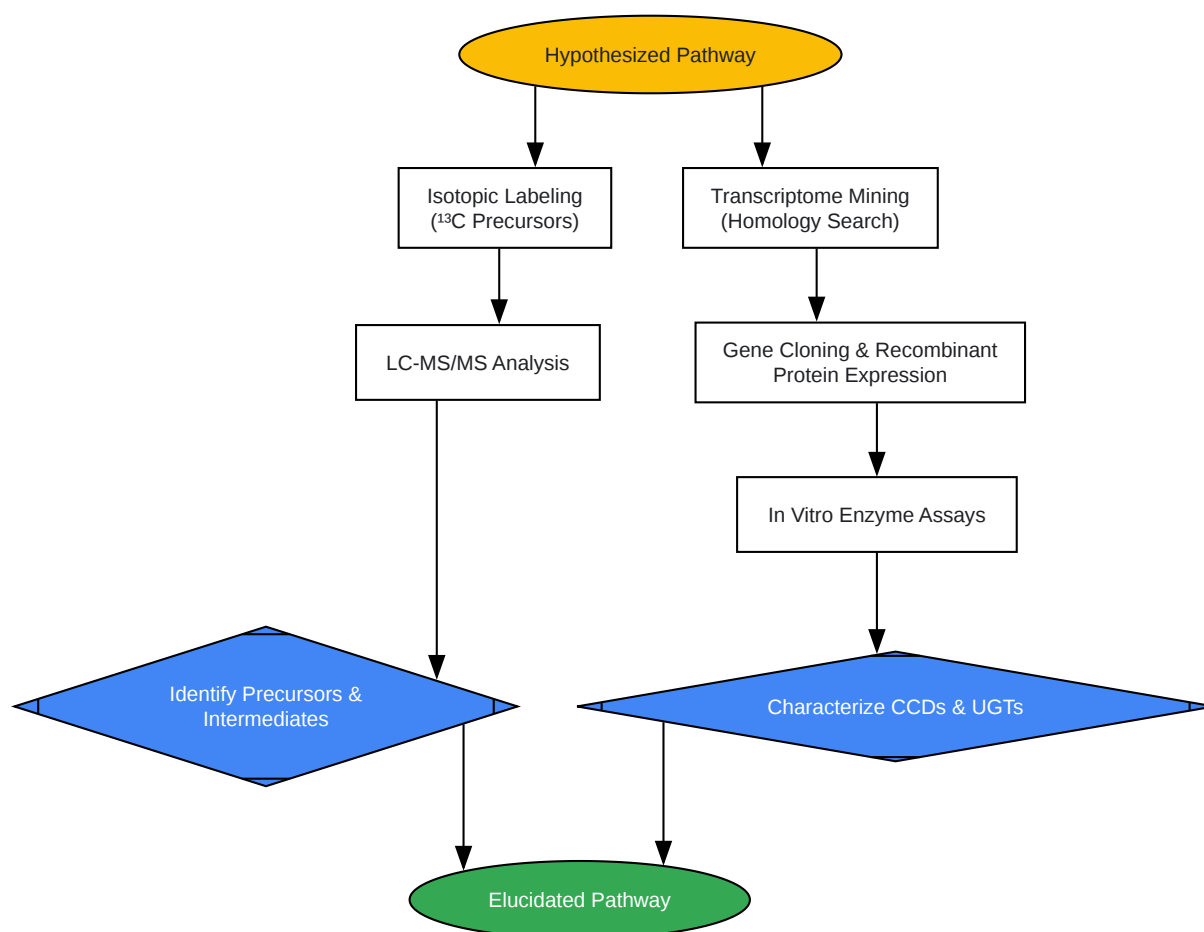 Hypothesized Pathway
Isotopic Labeling
(¹³C Precursors)
Transcriptome Mining
(Homology Search)
LC-MS/MS Analysis
Gene Cloning & Recombinant
Protein Expression
In Vitro Enzyme Assays
Identify Precursors &
Intermediates
Characterize CCDs & UGTs
Elucidated Pathway